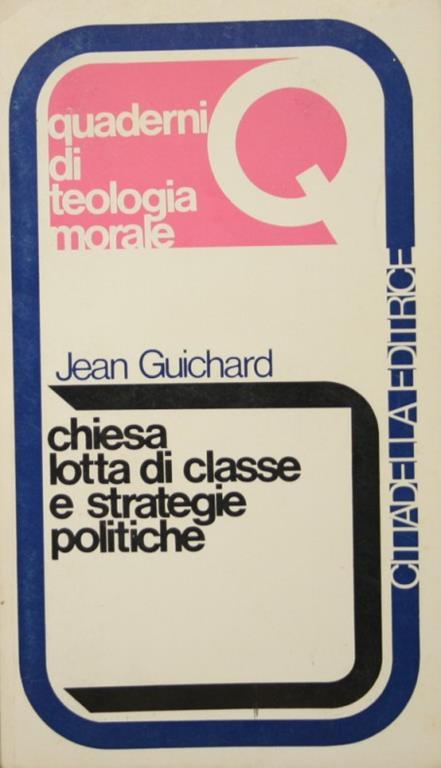 quaderni
di
teologia
morale
Q
Jean Guichard
chiesa
lotta di classe
e strategie
politiche
CITTADELLA EDITRICE